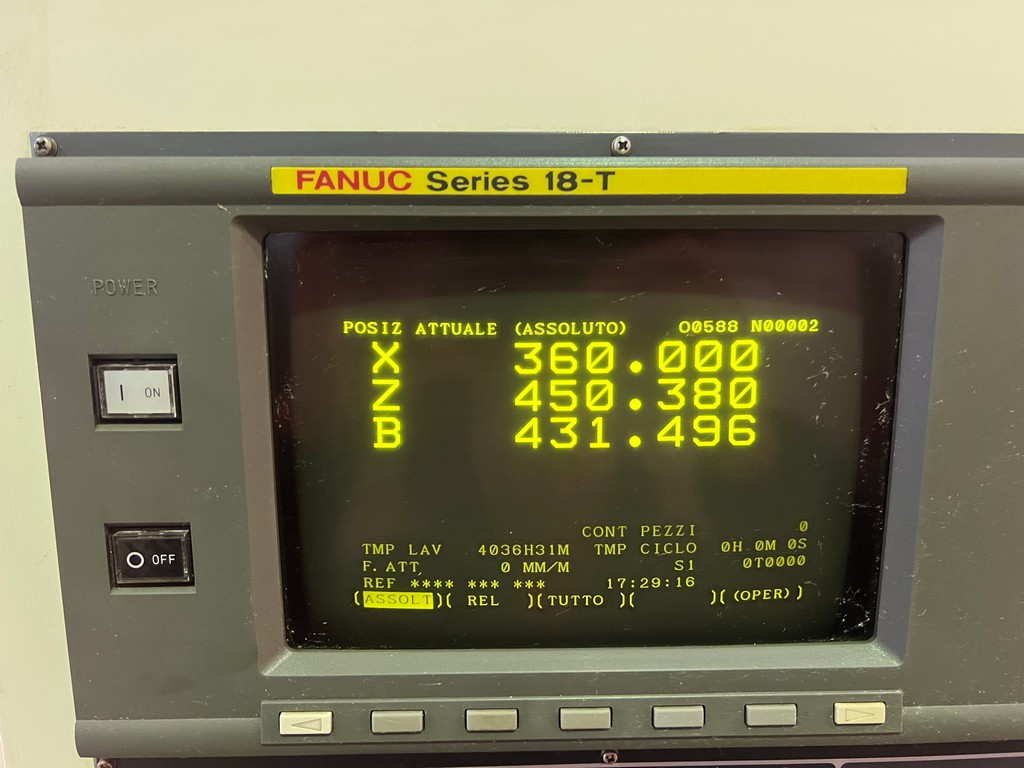 FANUC Series 18-T
POWER
I ON
O OFF
POSIZ ATTUALE (ASSOLUTO) O0588 N00002
X 360.000
Z 450.380
B 431.496
CONT PEZZI 0
TMP LAV 4036H31M TMP CICLO 0H 0M 0S
F.ATT 0 MM/M S1 0T0000
REF **** *** *** 17:29:16
(ASSOLT)( REL )(TUTTO )( )( (OPER) )